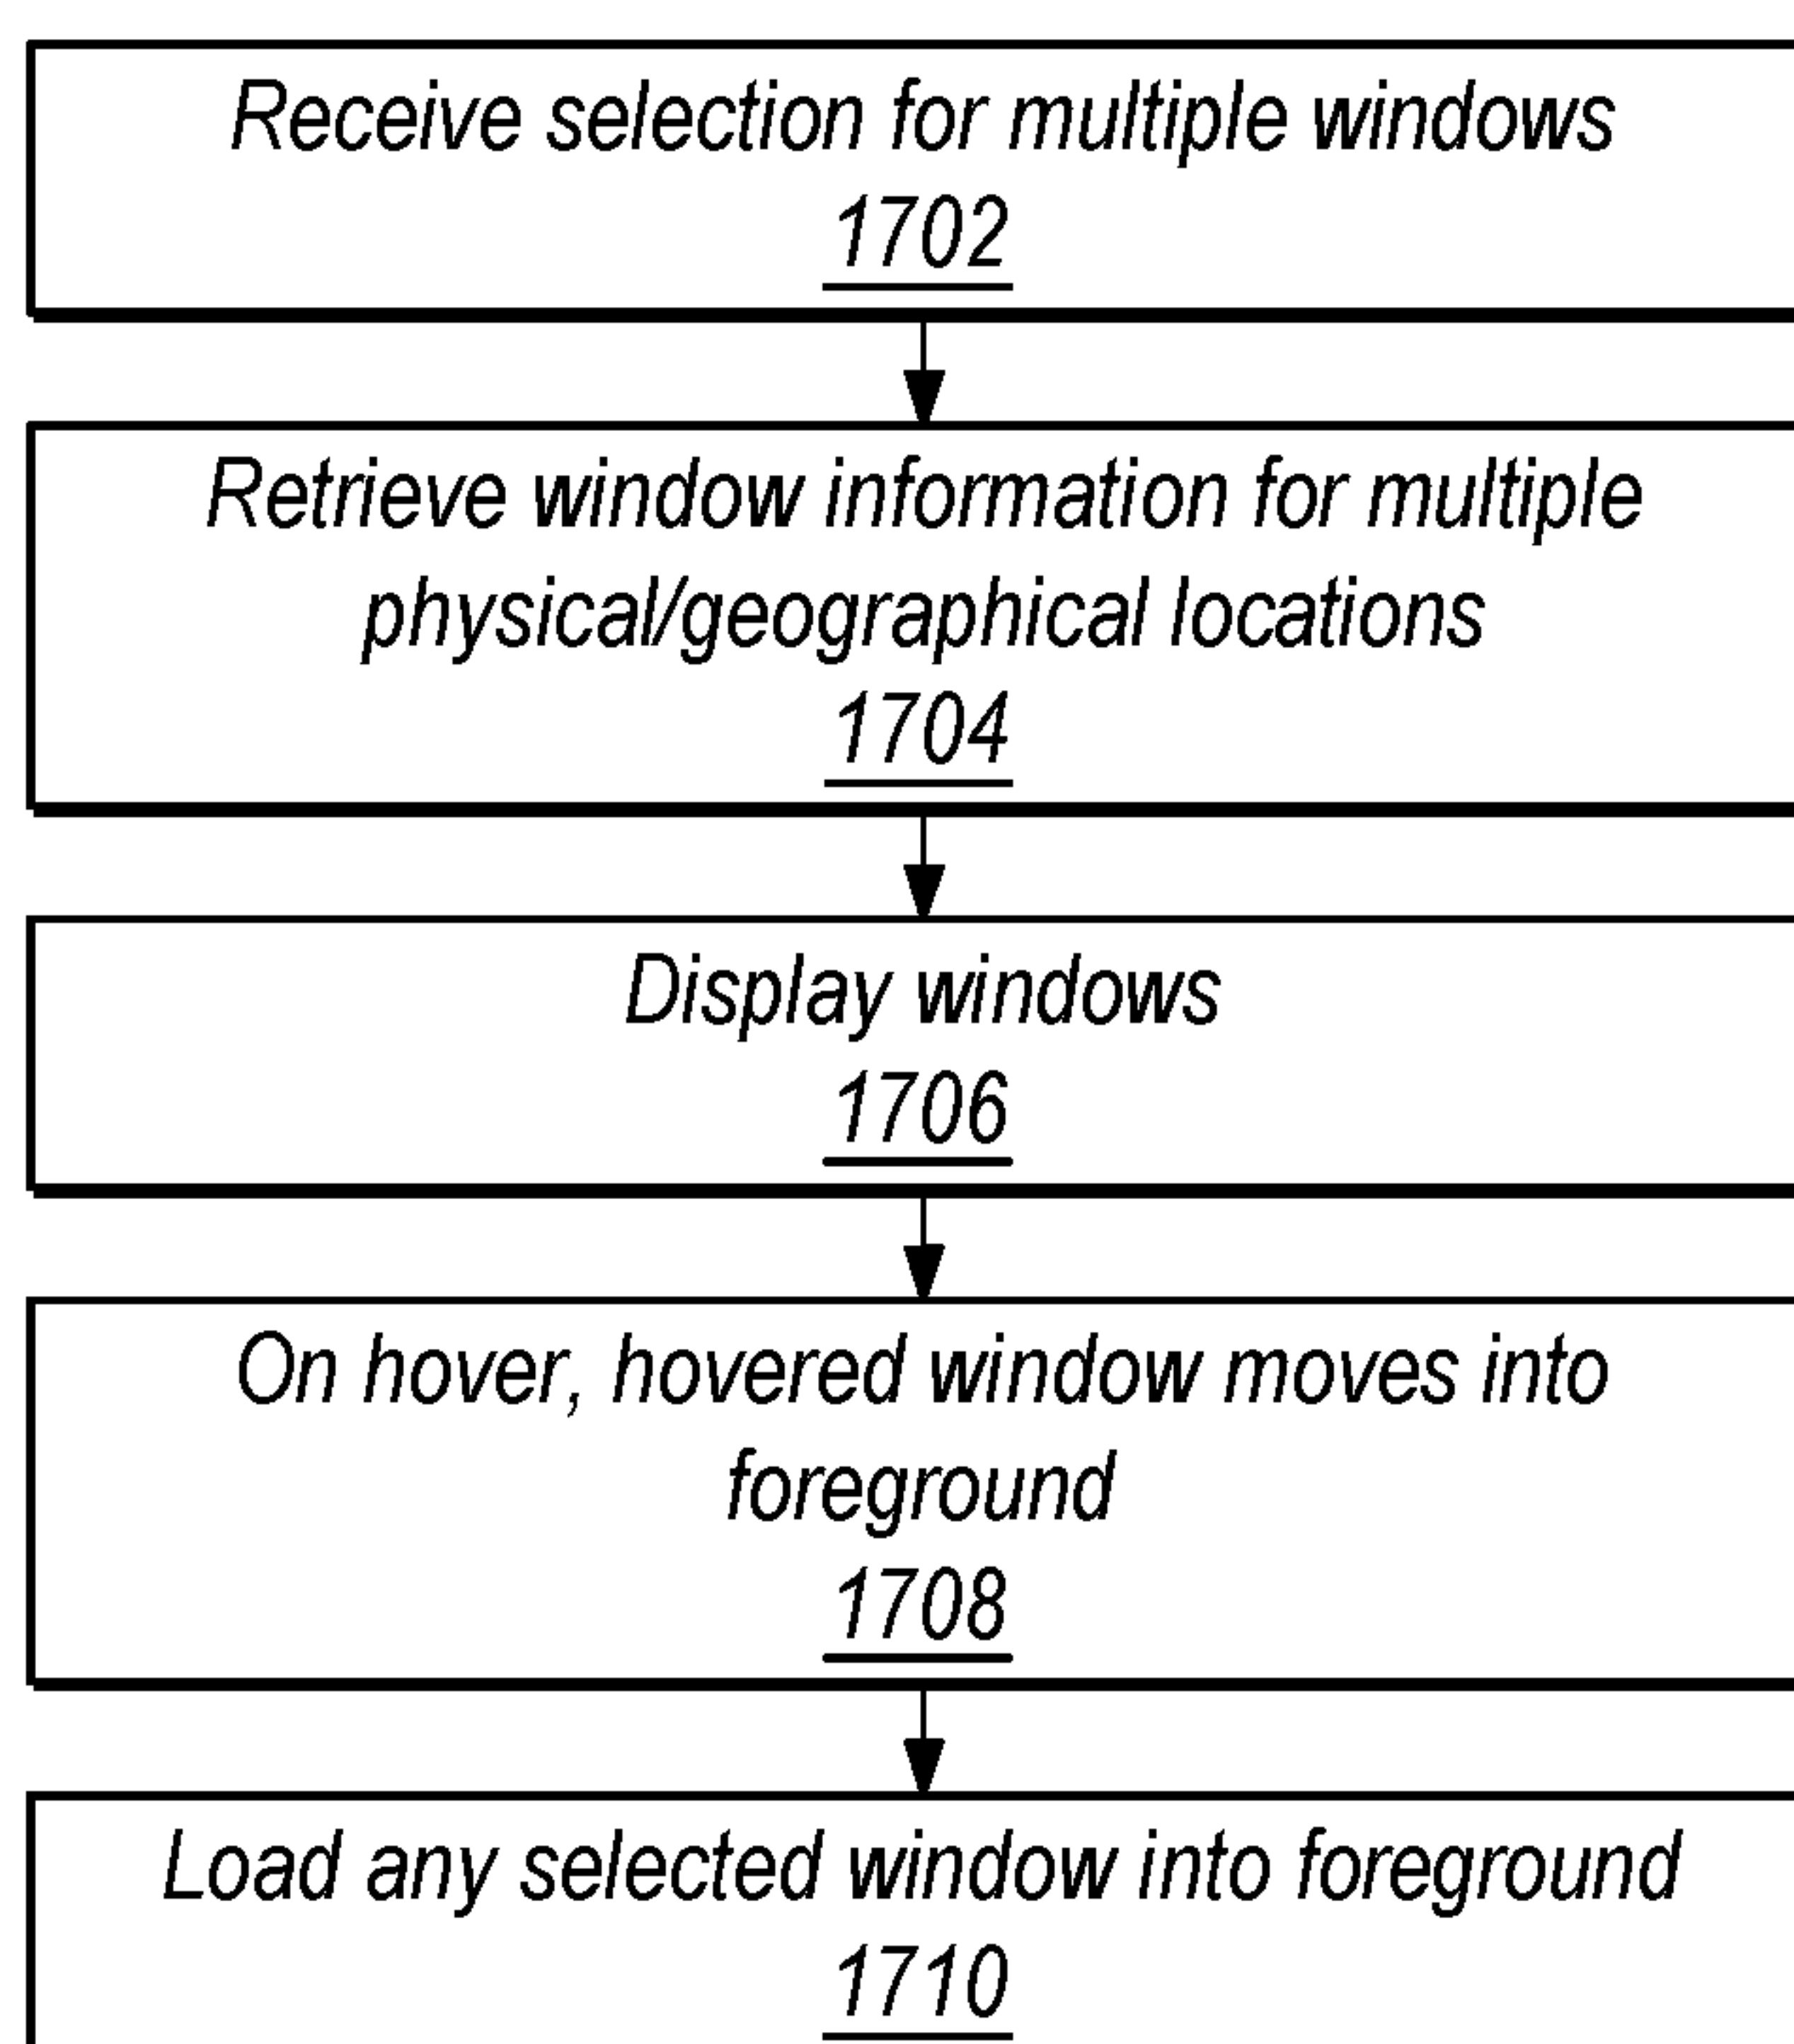 Receive selection for multiple windows
1702
Retrieve window information for multiple
physical/geographical locations
1704
Display windows
1706
On hover, hovered window moves into
foreground
1708
Load any selected window into foreground
1710